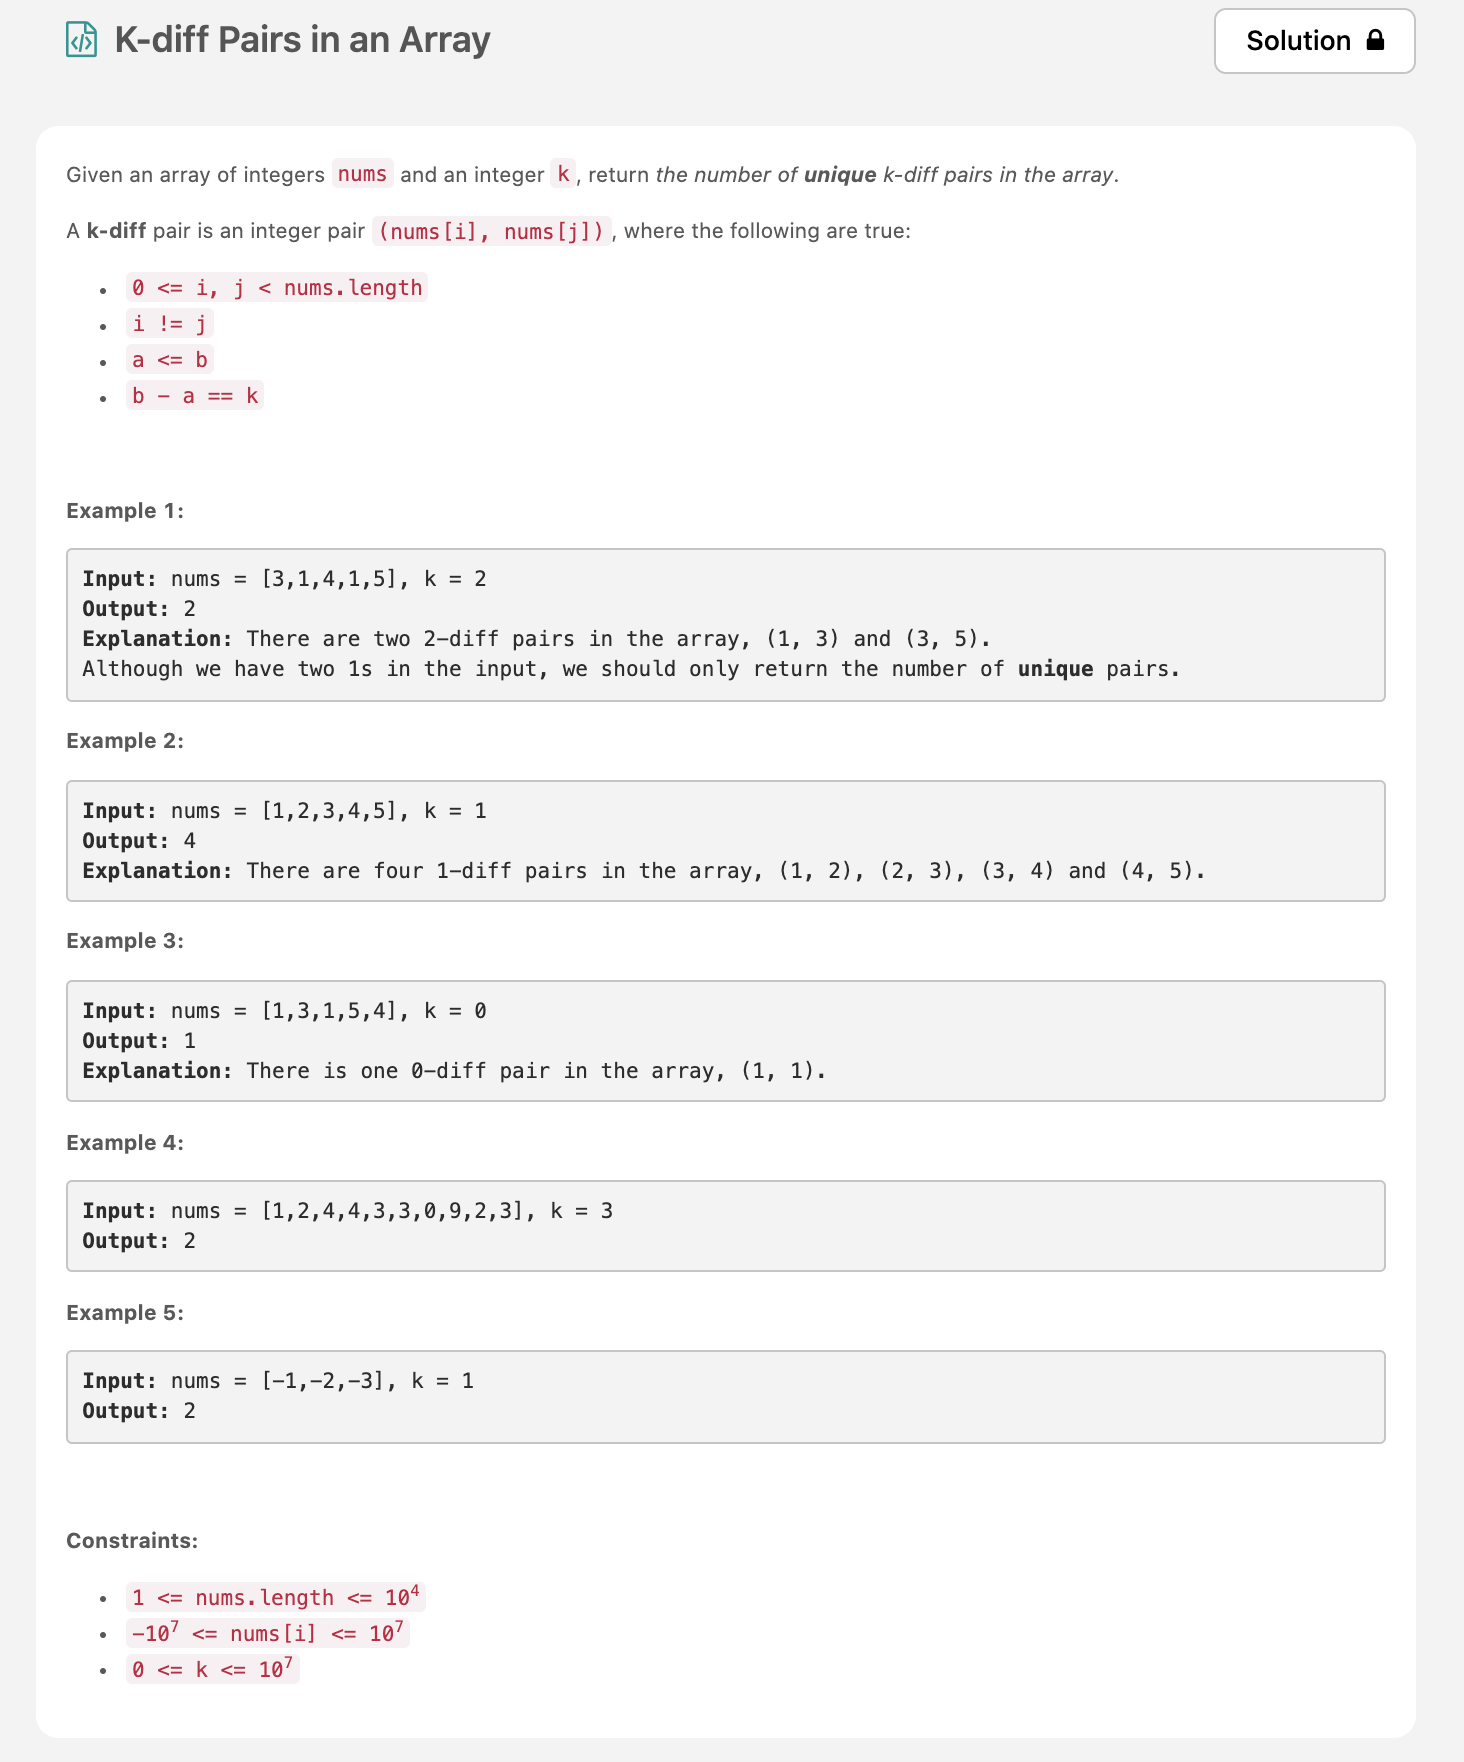 K-diff Pairs in an Array
Solution
Given an array of integers nums and an integer k, return the number of unique k-diff pairs in the array.
A k-diff pair is an integer pair (nums[i], nums[j]), where the following are true:
• 0 <= i, j < nums.length
• i != j
• a <= b
• b - a == k
Example 1:
Input: nums = [3,1,4,1,5], k = 2
Output: 2
Explanation: There are two 2-diff pairs in the array, (1, 3) and (3, 5).
Although we have two 1s in the input, we should only return the number of unique pairs.
Example 2:
Input: nums = [1,2,3,4,5], k = 1
Output: 4
Explanation: There are four 1-diff pairs in the array, (1, 2), (2, 3), (3, 4) and (4, 5).
Example 3:
Input: nums = [1,3,1,5,4], k = 0
Output: 1
Explanation: There is one 0-diff pair in the array, (1, 1).
Example 4:
Input: nums = [1,2,4,4,3,3,0,9,2,3], k = 3
Output: 2
Example 5:
Input: nums = [-1,-2,-3], k = 1
Output: 2
Constraints:
• 1 <= nums.length <= 10⁴
• -10⁷ <= nums[i] <= 10⁷
• 0 <= k <= 10⁷